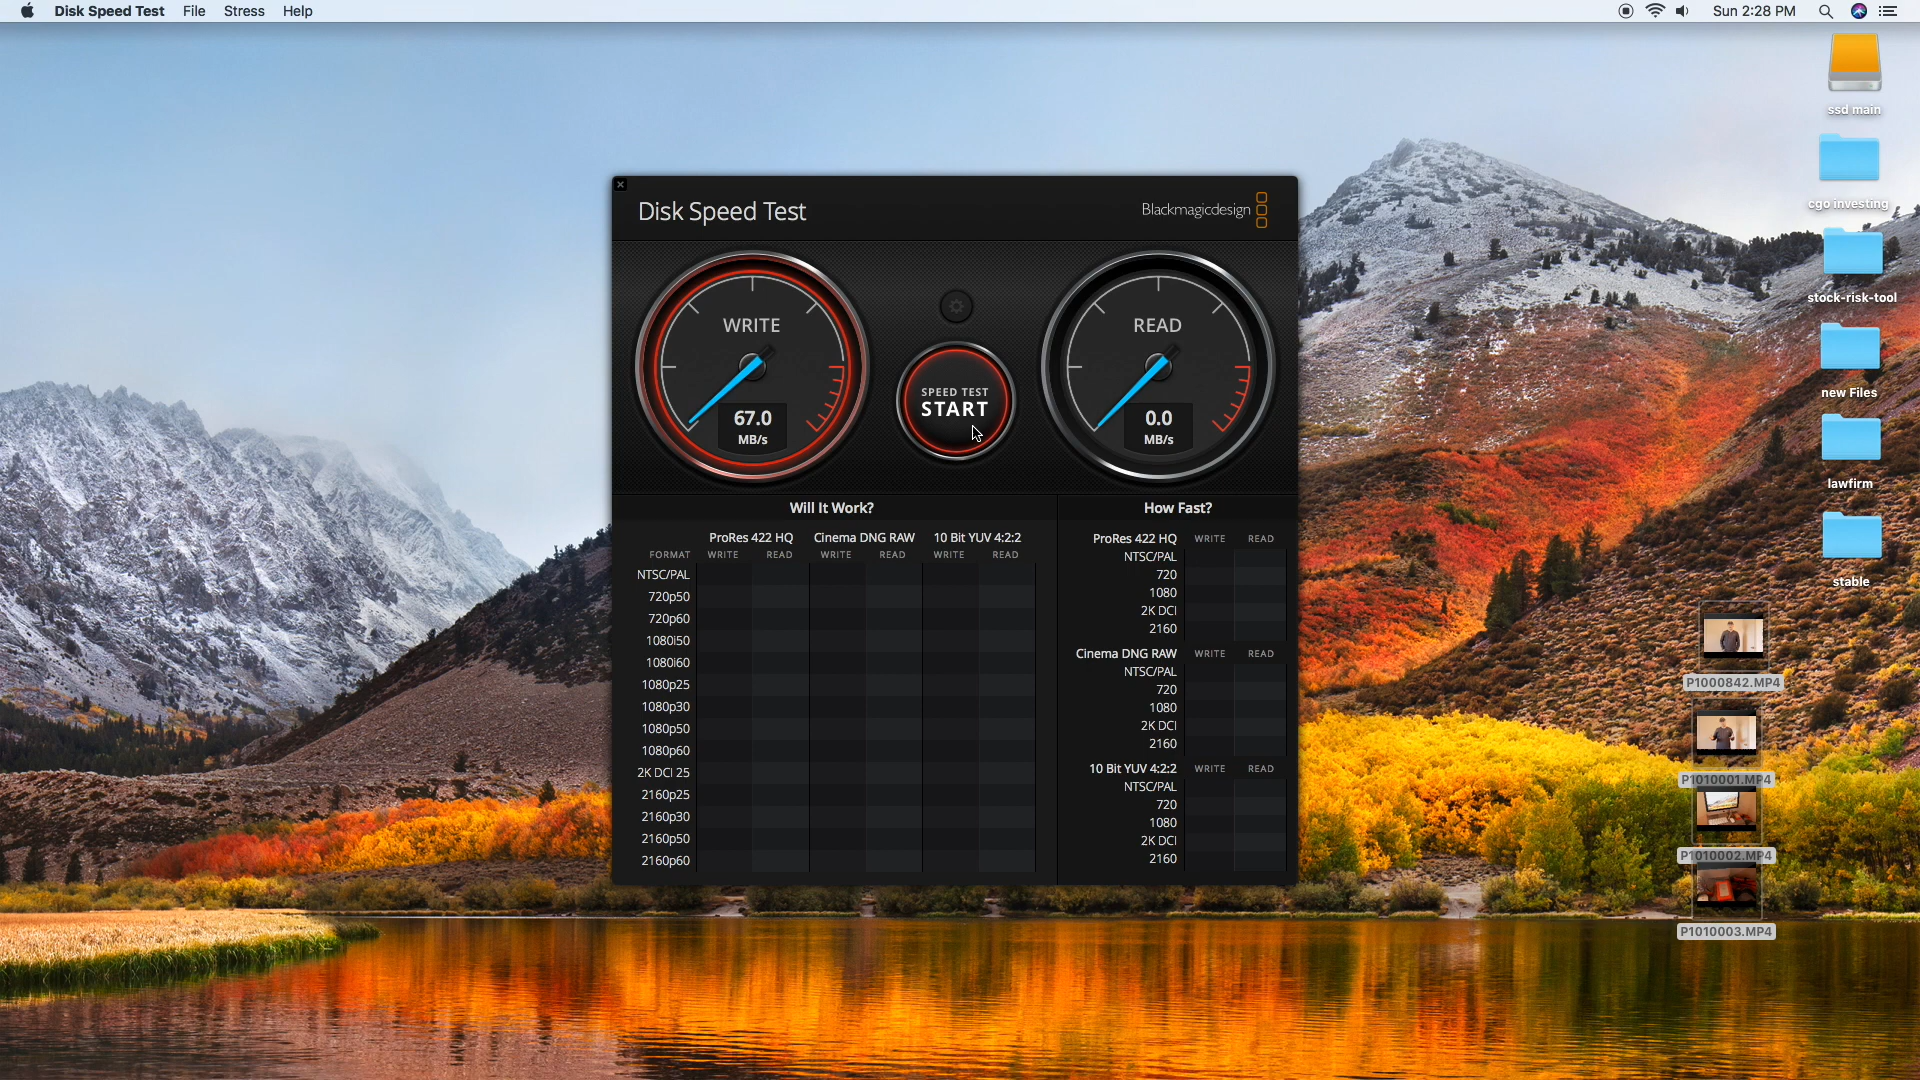 Disk Speed Test File Stress Help Sun 2:28 PM
ssd main
cgo investing
stock-risk-tool
new Files
lawfirm
stable
P1000842.MP4
P1010001.MP4
P1010002.MP4
P1010003.MP4
Disk Speed Test
Blackmagicdesign
WRITE
67.0
MB/s
SPEED TEST
START
READ
0.0
MB/s
Will It Work?
ProRes 422 HQ Cinema DNG RAW 10 Bit YUV 4:2:2
FORMAT WRITE READ WRITE READ WRITE READ
NTSC/PAL
720p50
720p60
1080i50
1080i60
1080p25
1080p30
1080p50
1080p60
2K DCI 25
2160p25
2160p30
2160p50
2160p60
How Fast?
ProRes 422 HQ WRITE READ
NTSC/PAL
720
1080
2K DCI
2160
Cinema DNG RAW WRITE READ
NTSC/PAL
720
1080
2K DCI
2160
10 Bit YUV 4:2:2 WRITE READ
NTSC/PAL
720
1080
2K DCI
2160